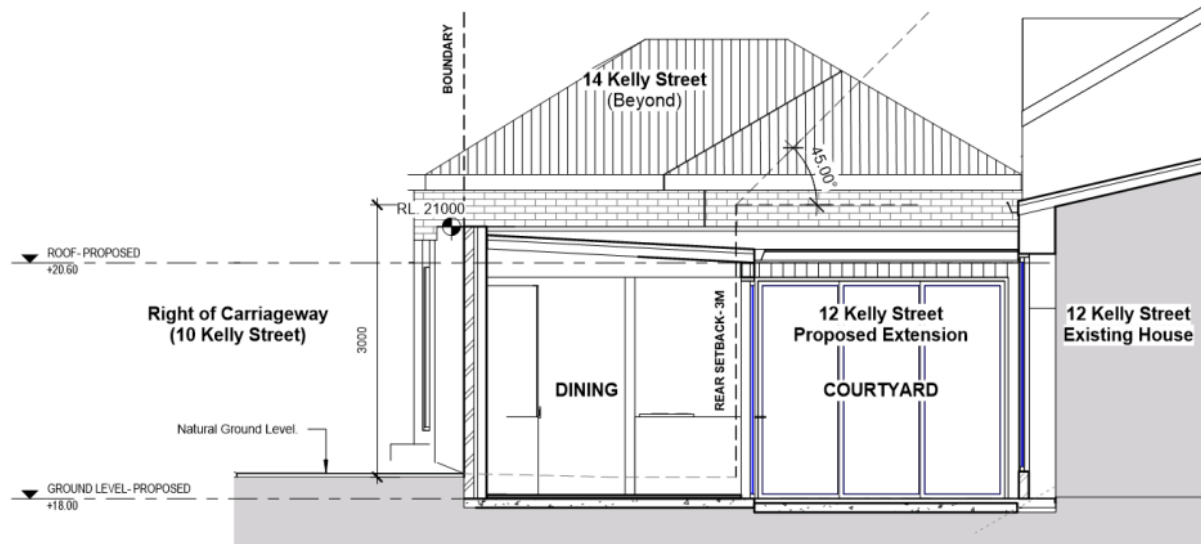 BOUNDARY
14 Kelly Street
(Beyond)
45.00°
RL. 21000
ROOF- PROPOSED
+20.60
Right of Carriageway
(10 Kelly Street)
3000
REAR SETBACK- 3M
12 Kelly Street
Proposed Extension
12 Kelly Street
Existing House
DINING
COURTYARD
Natural Ground Level.
GROUND LEVEL- PROPOSED
+18.00